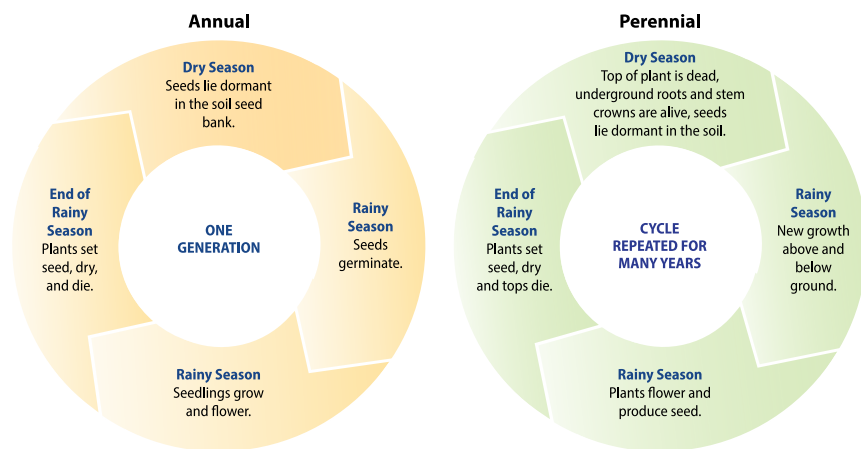 Annual
Dry Season
Seeds lie dormant
in the soil seed
bank.
Rainy
Season
Seeds
germinate.
Rainy Season
Seedlings grow
and flower.
End of
Rainy
Season
Plants set
seed, dry,
and die.
ONE
GENERATION
Perennial
Dry Season
Top of plant is dead,
underground roots and stem
crowns are alive, seeds
lie dormant in the soil.
Rainy
Season
New growth
above and
below
ground.
Rainy Season
Plants flower and
produce seed.
End of
Rainy
Season
Plants set
seed, dry
and tops die.
CYCLE
REPEATED FOR
MANY YEARS